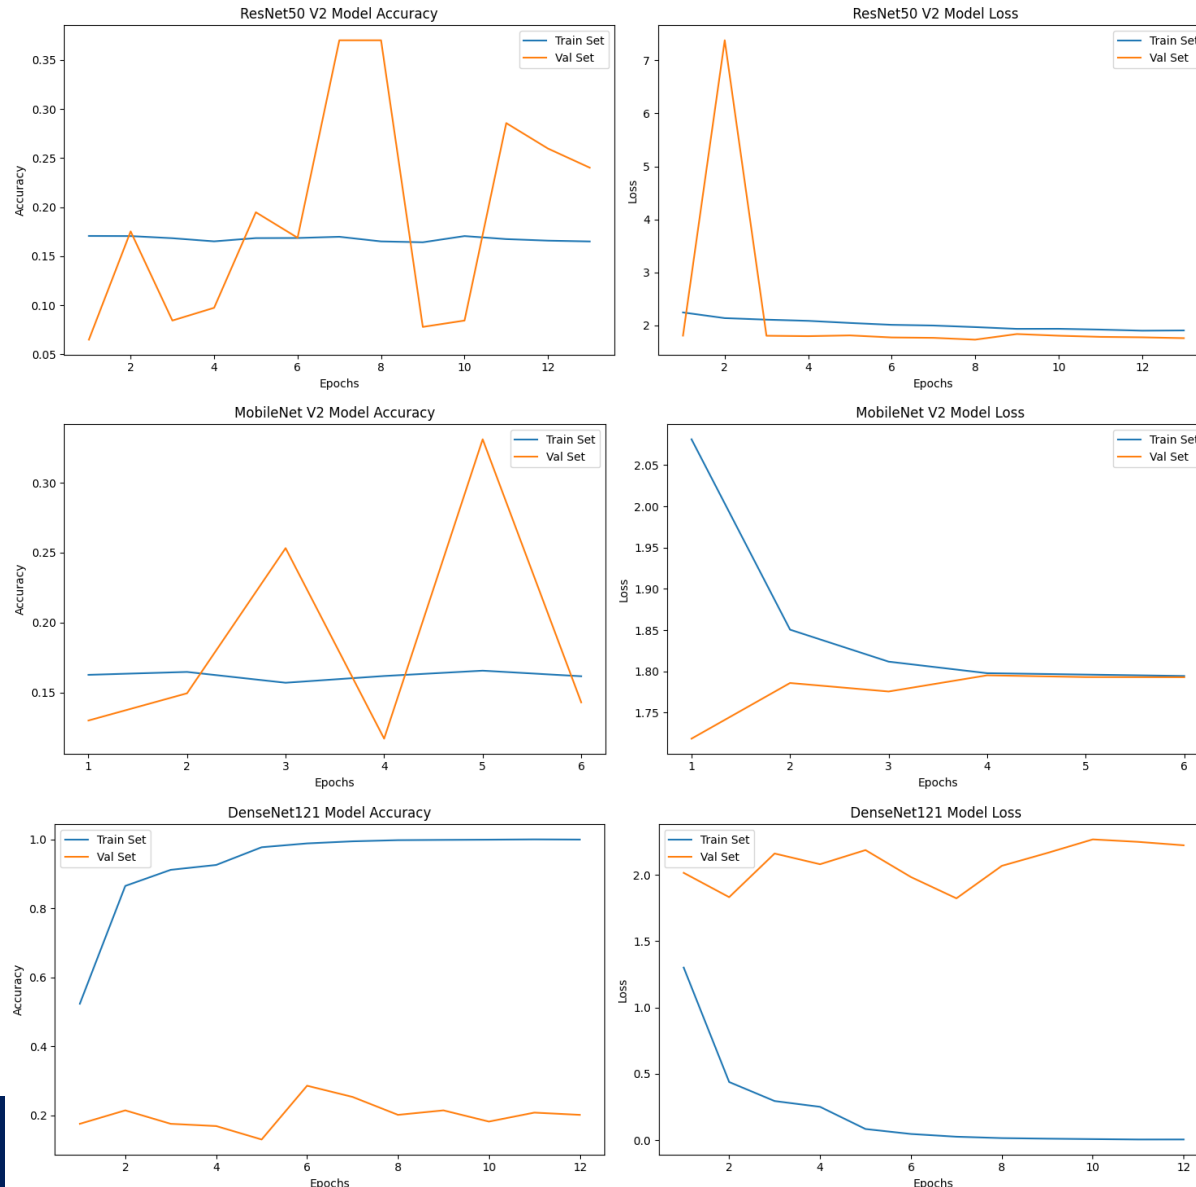 ResNet50 V2 Model Accuracy
Train Set
Val Set
0.35
0.30
0.25
0.20
0.15
0.10
0.05
Accuracy
2 4 6 8 10 12
Epochs
ResNet50 V2 Model Loss
Train Set
Val Set
7
6
5
4
3
2
Loss
2 4 6 8 10 12
Epochs
MobileNet V2 Model Accuracy
Train Set
Val Set
0.30
0.25
0.20
0.15
Accuracy
1 2 3 4 5 6
Epochs
MobileNet V2 Model Loss
Train Set
Val Set
2.05
2.00
1.95
1.90
1.85
1.80
1.75
Loss
1 2 3 4 5 6
Epochs
DenseNet121 Model Accuracy
Train Set
Val Set
1.0
0.8
0.6
0.4
0.2
Accuracy
2 4 6 8 10 12
Epochs
DenseNet121 Model Loss
Train Set
Val Set
2.0
1.5
1.0
0.5
0.0
Loss
2 4 6 8 10 12
Epochs